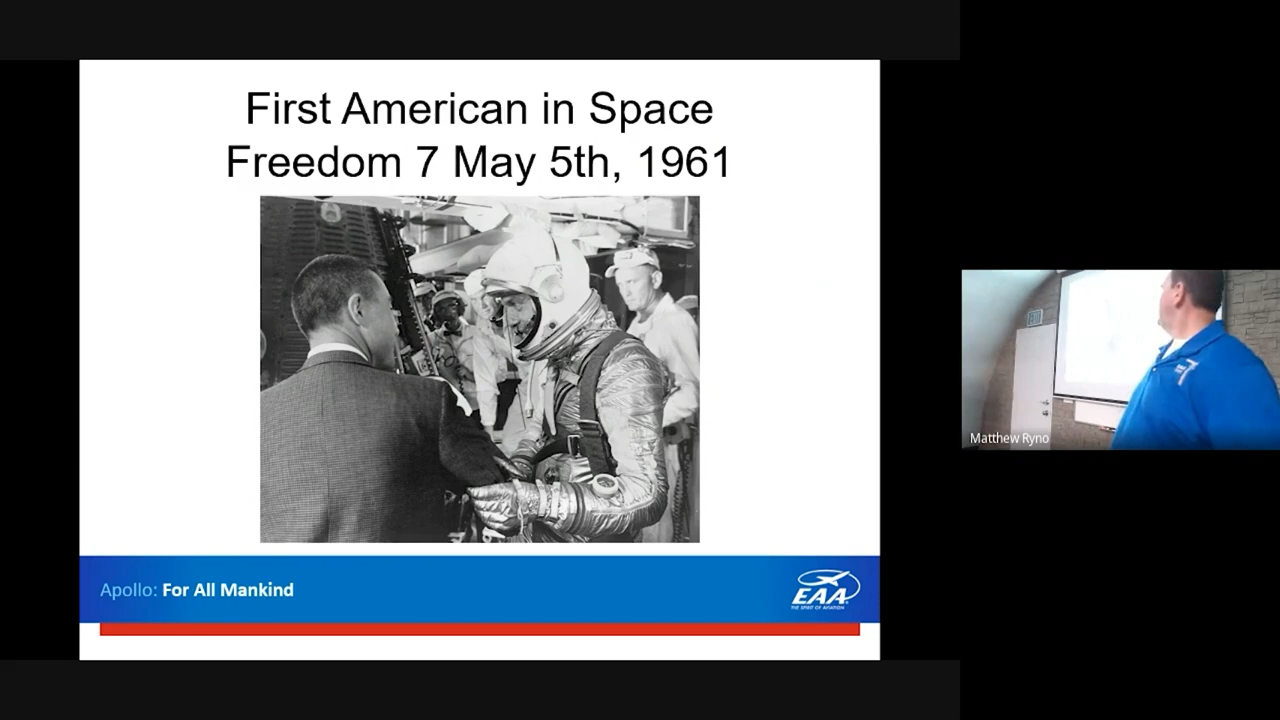 First American in Space
Freedom 7 May 5th, 1961
Apollo: For All Mankind
EAA
THE SPIRIT OF AVIATION
Matthew Ryno